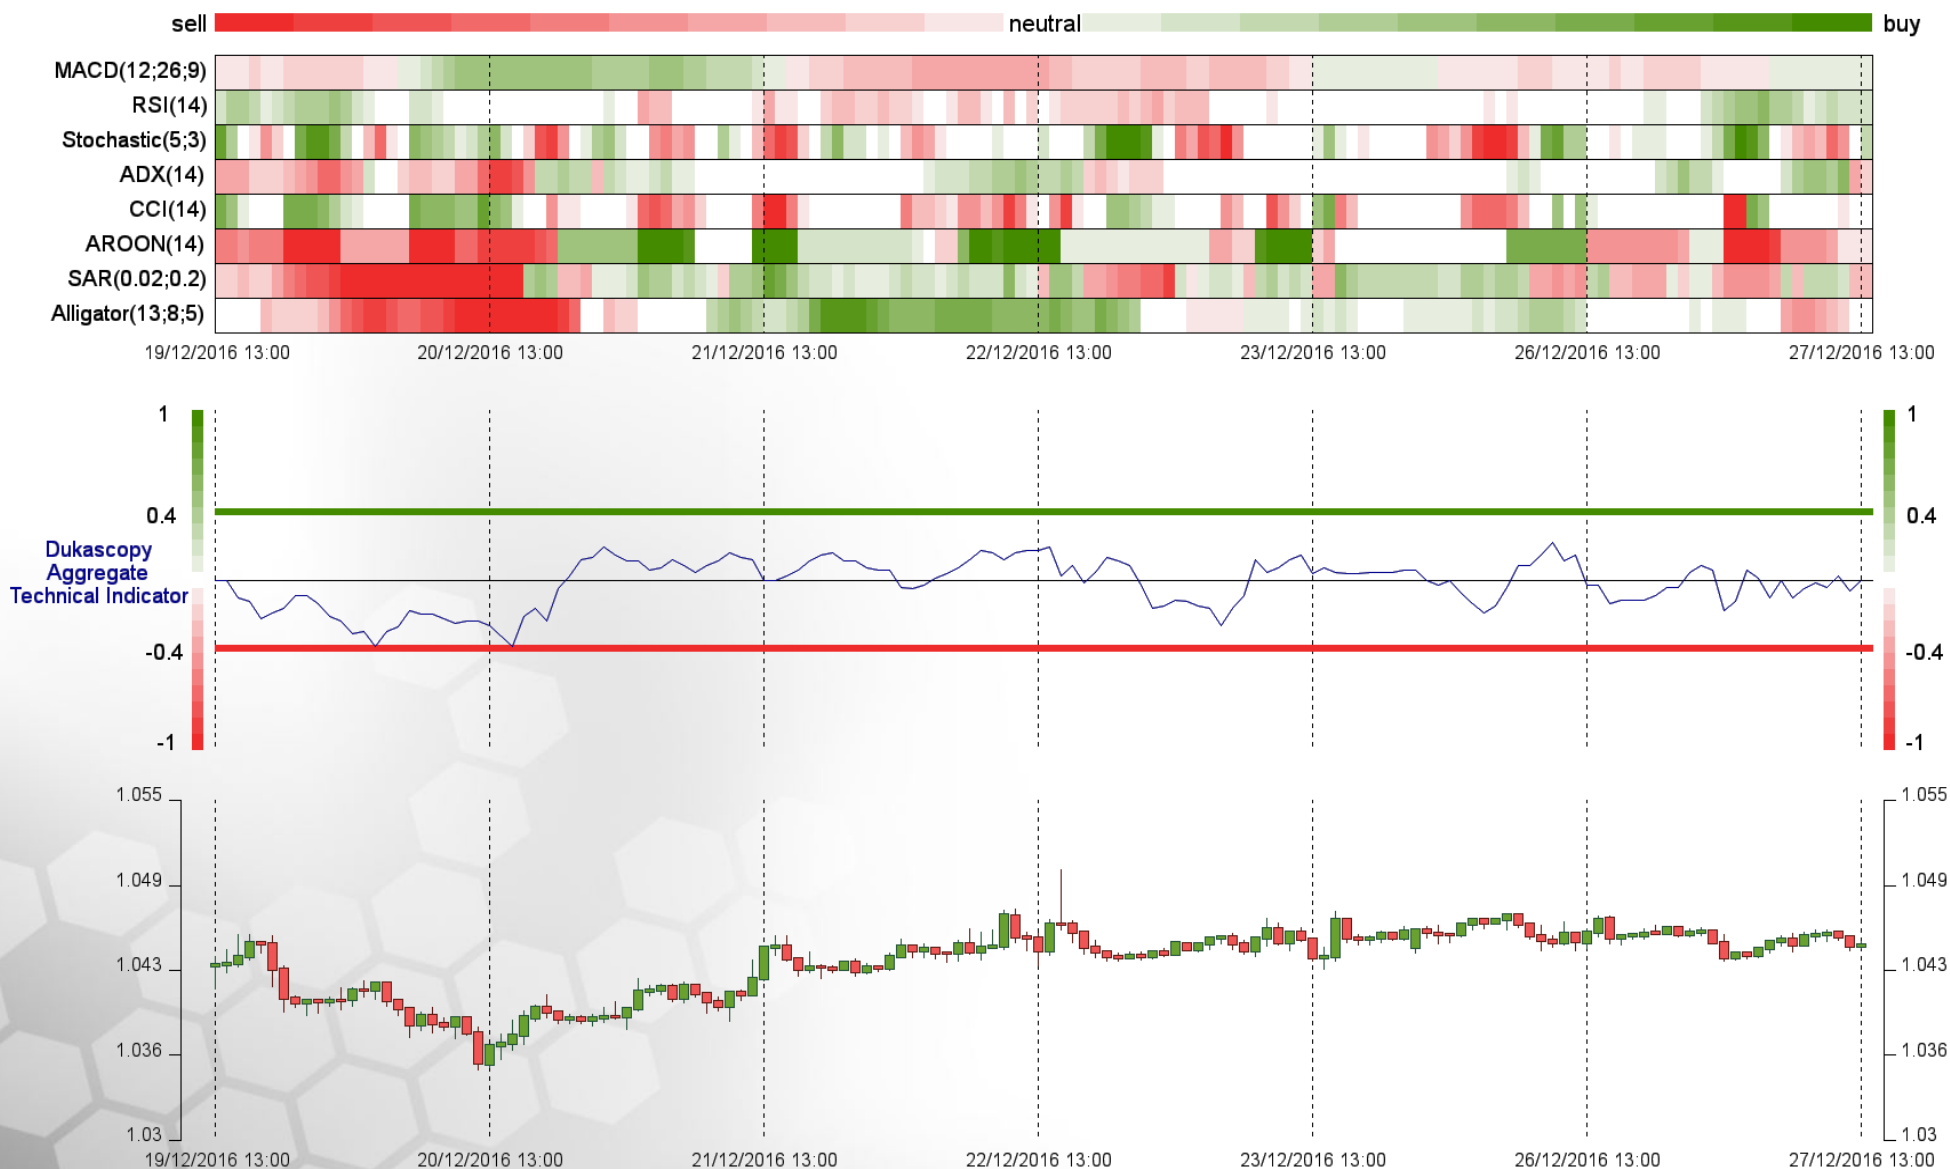 sell neutral buy
MACD(12;26;9)
RSI(14)
Stochastic(5;3)
ADX(14)
CCI(14)
AROON(14)
SAR(0.02;0.2)
Alligator(13;8;5)
19/12/2016 13:00 20/12/2016 13:00 21/12/2016 13:00 22/12/2016 13:00 23/12/2016 13:00 26/12/2016 13:00 27/12/2016 13:00
1 1
0.4 0.4
Dukascopy
Aggregate
Technical Indicator
-0.4 -0.4
-1 -1
1.055 1.055
1.049 1.049
1.043 1.043
1.036 1.036
1.03 1.03
19/12/2016 13:00 20/12/2016 13:00 21/12/2016 13:00 22/12/2016 13:00 23/12/2016 13:00 26/12/2016 13:00 27/12/2016 13:00